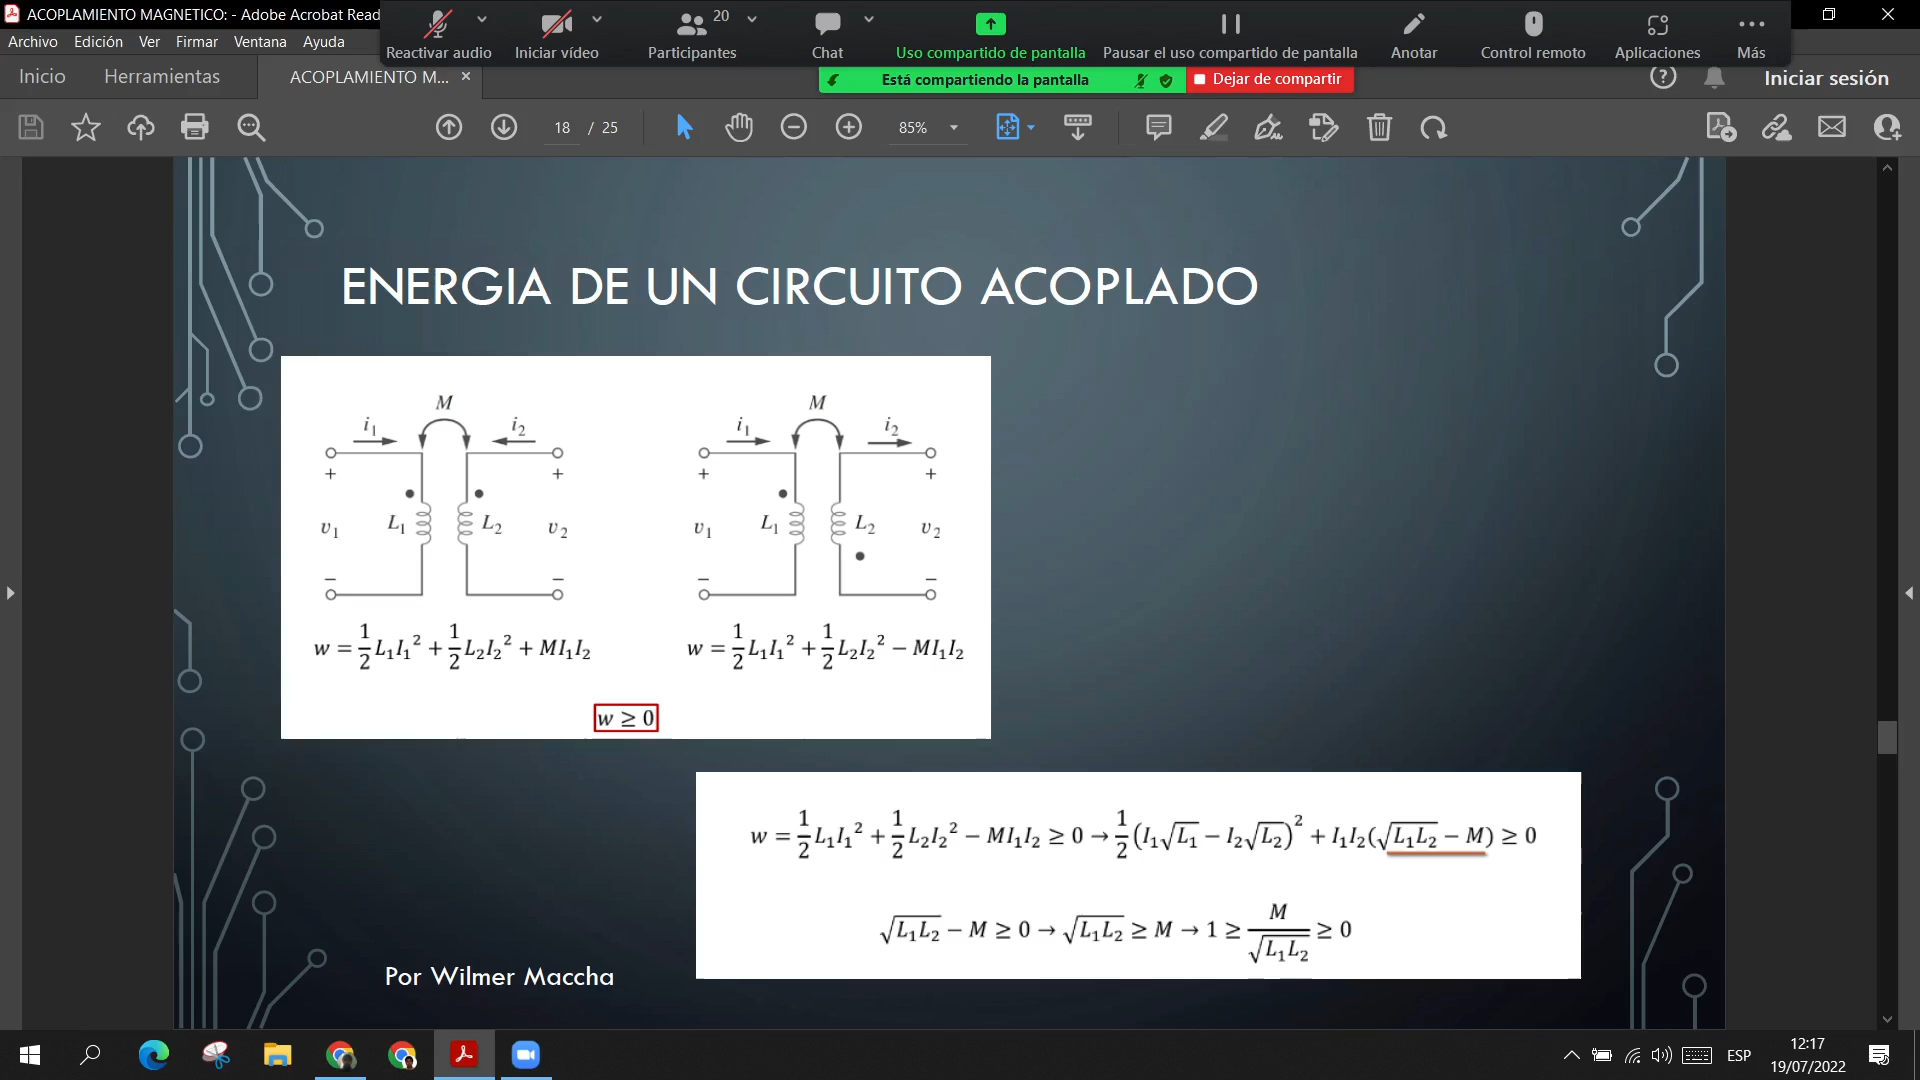 ACOPLAMIENTO MAGNETICO: - Adobe Acrobat Read
Archivo Edición Ver Firmar Ventana Ayuda
Reactivar audio Iniciar vídeo Participantes 20 Chat Uso compartido de pantalla Pausar el uso compartido de pantalla Anotar Control remoto Aplicaciones Más
Inicio Herramientas ACOPLAMIENTO M... × Está compartiendo la pantalla Dejar de compartir Iniciar sesión
18 / 25 85%
ENERGIA DE UN CIRCUITO ACOPLADO
M M
i₁ i₂ i₁ i₂
+ + + +
v₁ L₁ L₂ v₂ v₁ L₁ L₂ v₂
− − − −
w = 1/2 L₁I₁² + 1/2 L₂I₂² + MI₁I₂ w = 1/2 L₁I₁² + 1/2 L₂I₂² − MI₁I₂
w ≥ 0
w = 1/2 L₁I₁² + 1/2 L₂I₂² − MI₁I₂ ≥ 0 → 1/2 (I₁√L₁ − I₂√L₂)² + I₁I₂(√L₁L₂ − M) ≥ 0
√L₁L₂ − M ≥ 0 → √L₁L₂ ≥ M → 1 ≥ M/√L₁L₂ ≥ 0
Por Wilmer Maccha
ESP 12:17
19/07/2022